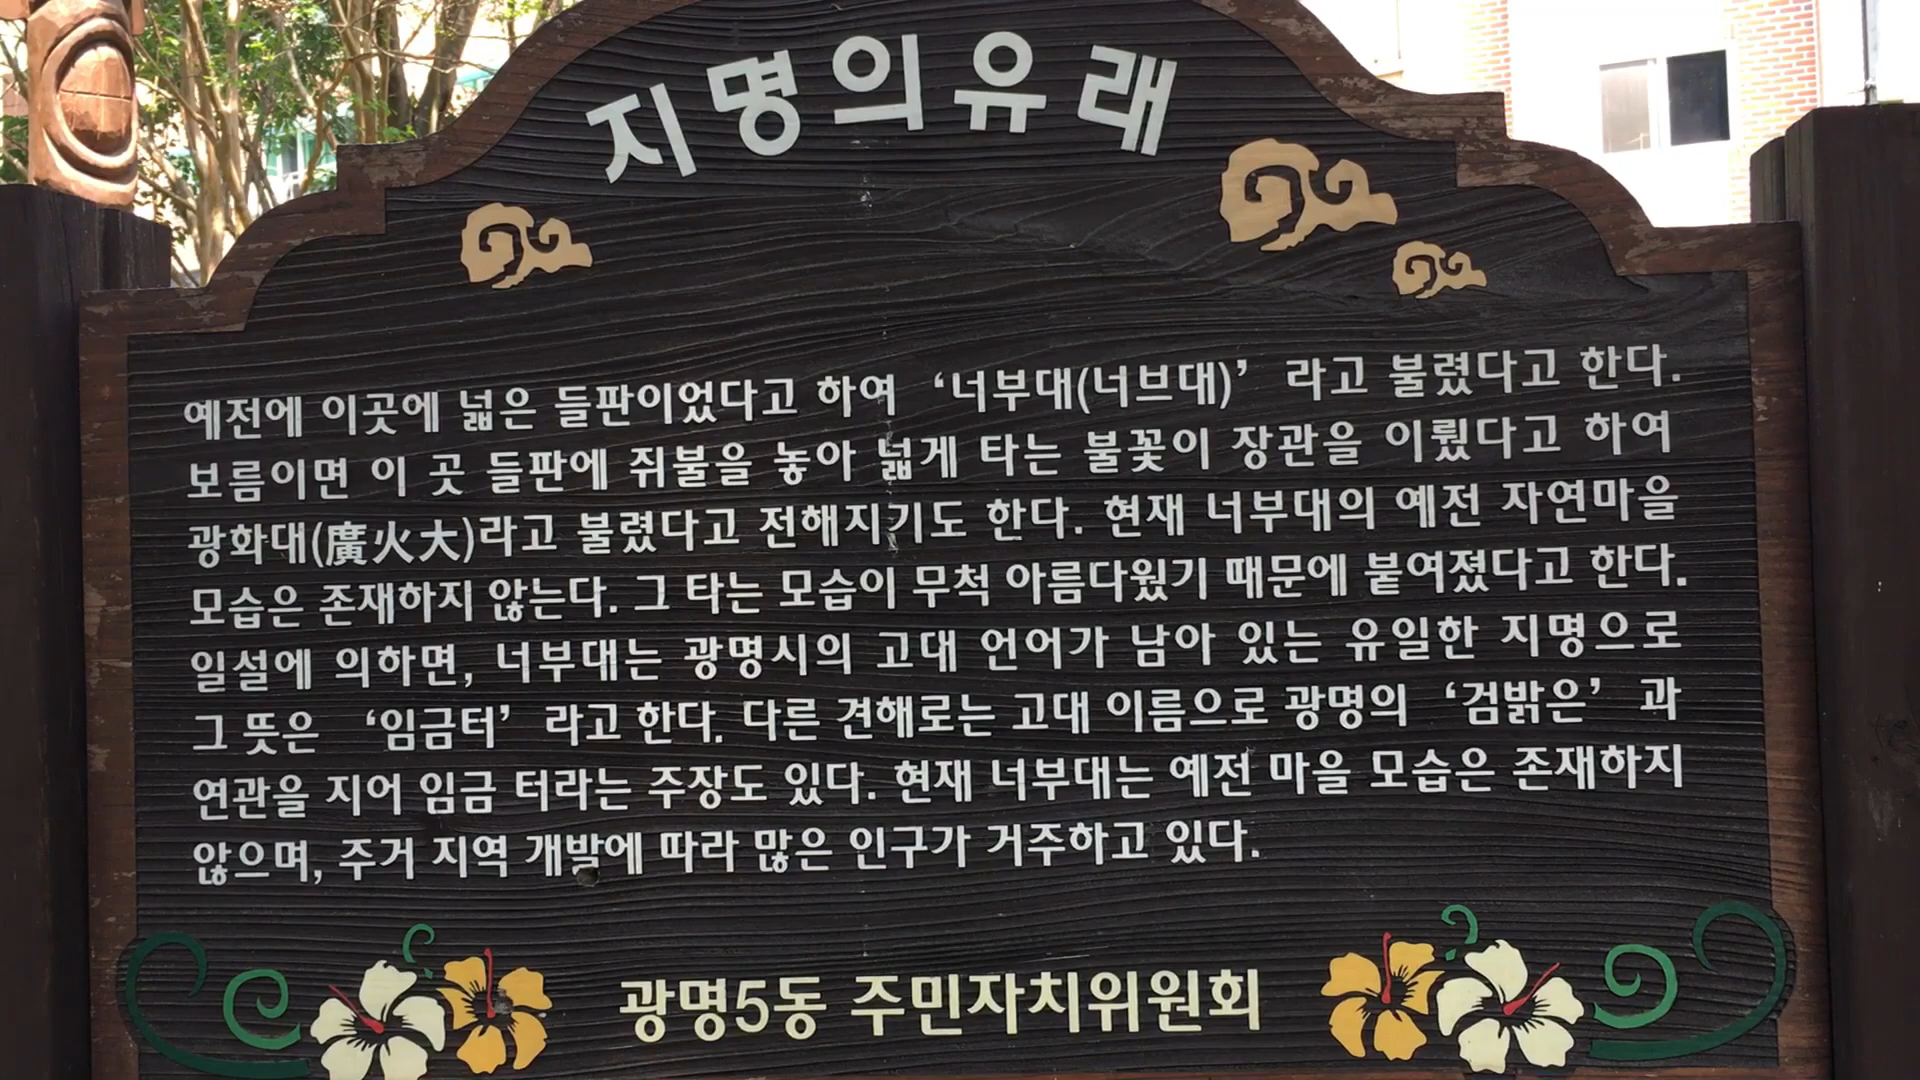 지명의유래
예전에 이곳에 넓은 들판이었다고 하여 ‘너부대(너브대)’ 라고 불렸다고 한다.
보름이면 이 곳 들판에 쥐불을 놓아 넓게 타는 불꽃이 장관을 이뤘다고 하여
광화대(廣火大)라고 불렸다고 전해지기도 한다. 현재 너부대의 예전 자연마을
모습은 존재하지 않는다. 그 타는 모습이 무척 아름다웠기 때문에 붙여졌다고 한다.
일설에 의하면, 너부대는 광명시의 고대 언어가 남아 있는 유일한 지명으로
그 뜻은 ‘임금터’ 라고 한다. 다른 견해로는 고대 이름으로 광명의 ‘검밝은’ 과
연관을 지어 임금 터라는 주장도 있다. 현재 너부대는 예전 마을 모습은 존재하지
않으며, 주거 지역 개발에 따라 많은 인구가 거주하고 있다.
광명5동 주민자치위원회